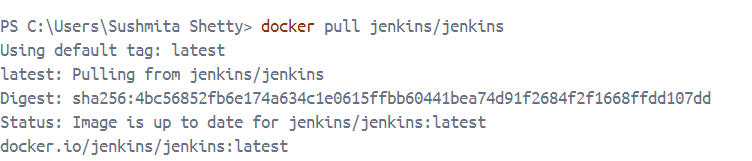 PS C:\Users\Sushmita Shetty> docker pull jenkins/jenkins
Using default tag: latest
latest: Pulling from jenkins/jenkins
Digest: sha256:4bc56852fb6e174a634c1e0615ffbb60441bea74d91f2684f2f1668ffdd107dd
Status: Image is up to date for jenkins/jenkins:latest
docker.io/jenkins/jenkins:latest